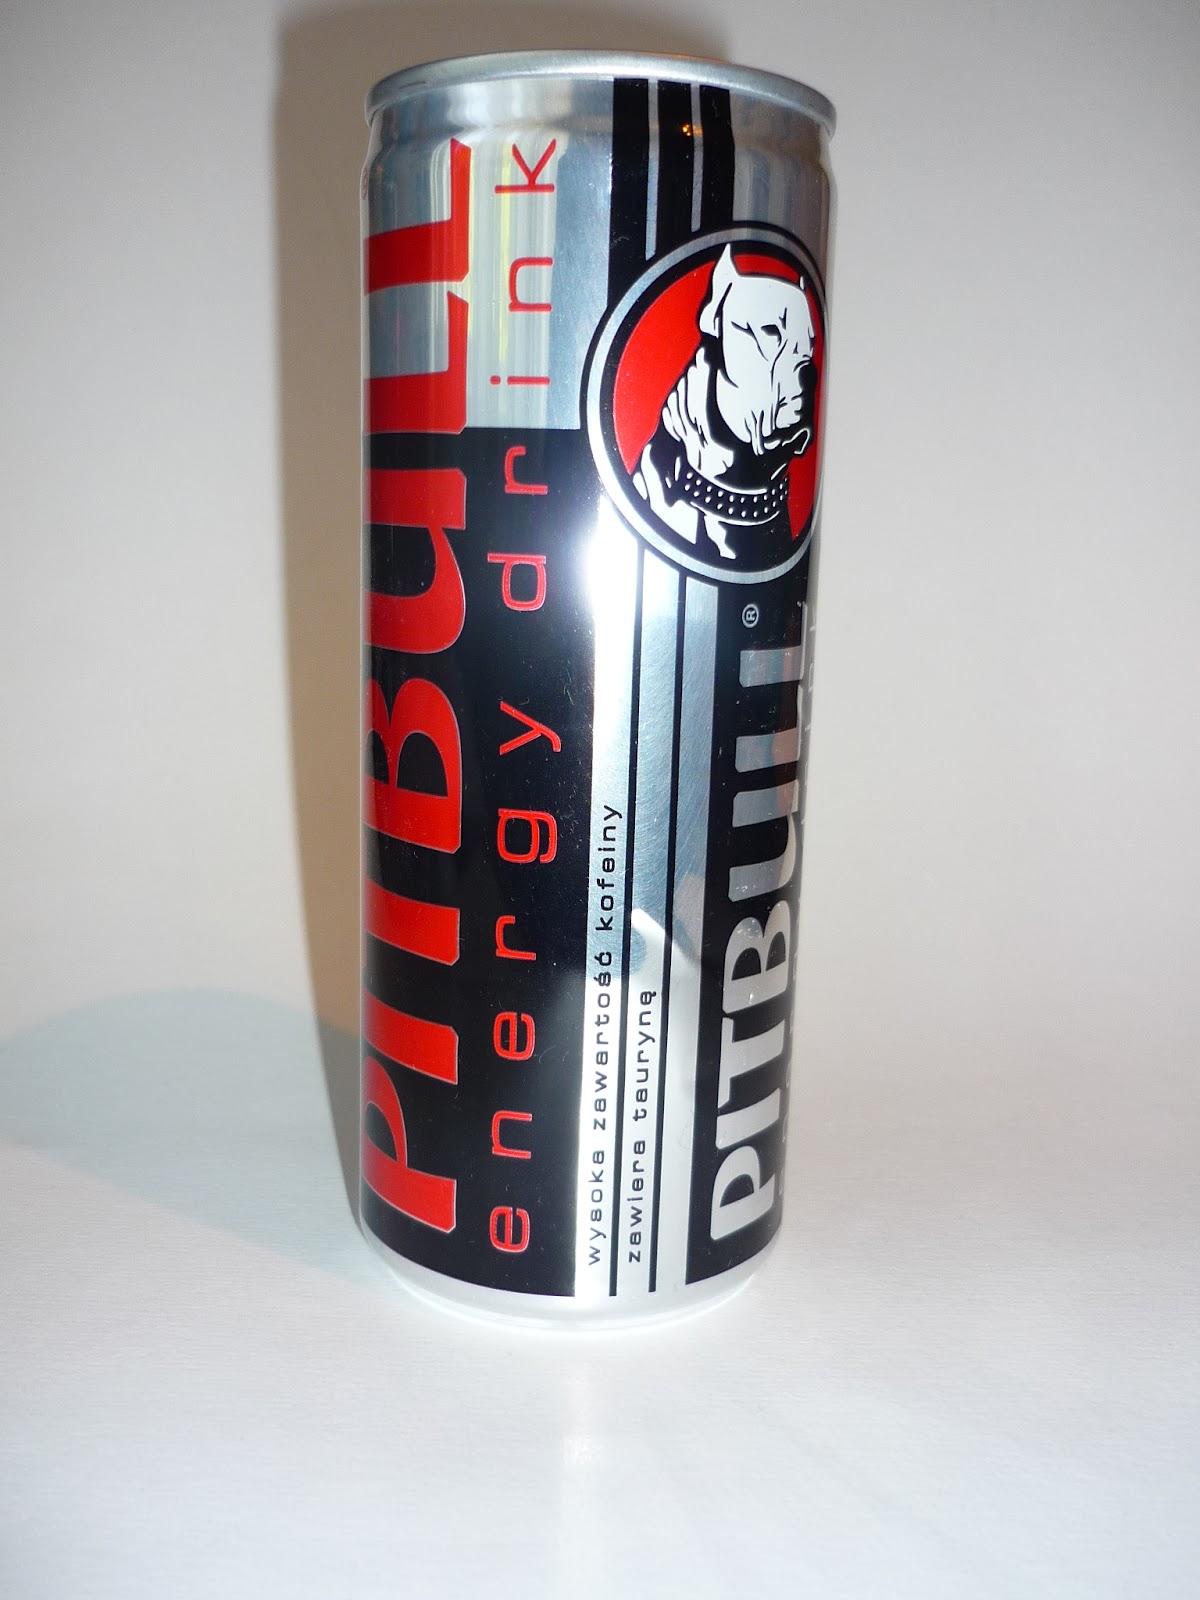 PITBULL
energy drink
wysoka zawartość kofeiny
zawiera taurynę
PITBULL®